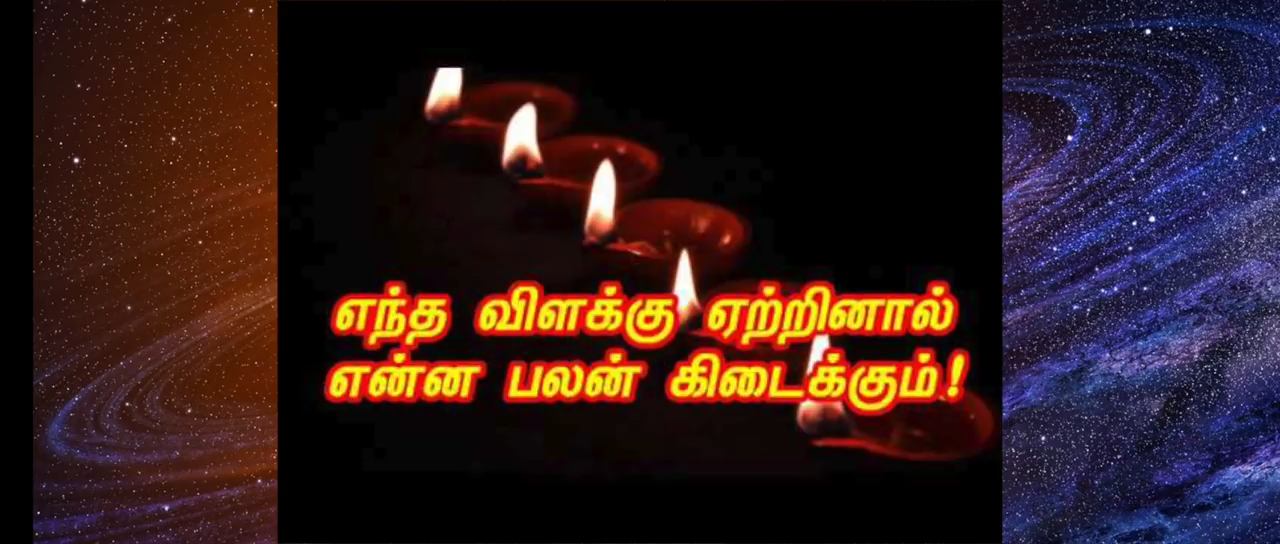 எந்த விளக்கு ஏற்றினால்
என்ன பலன் கிடைக்கும்!